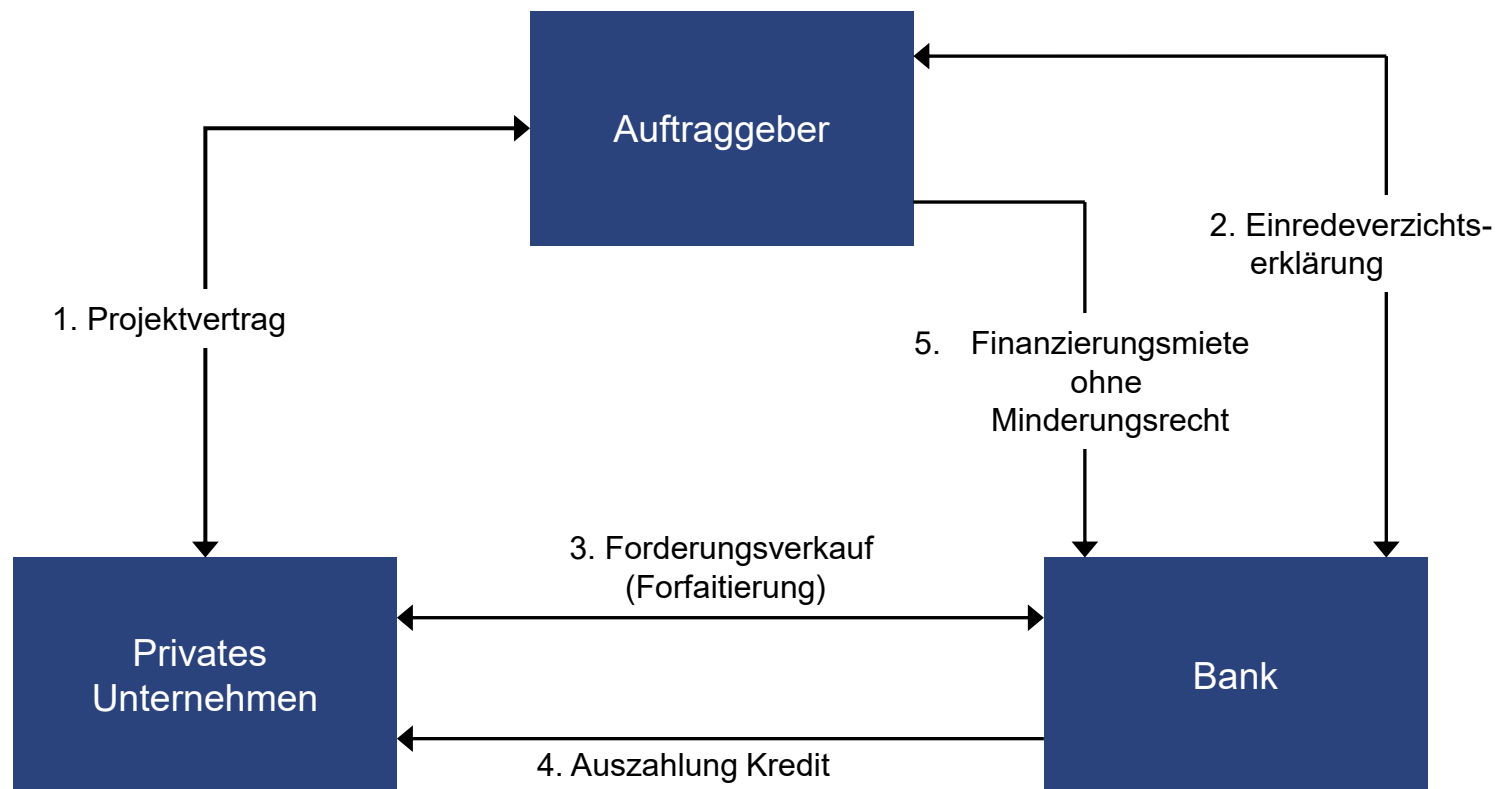 Auftraggeber
2. Einredeverzichts-
erklärung
1. Projektvertrag
5. Finanzierungsmiete
ohne
Minderungsrecht
3. Forderungsverkauf
(Forfaitierung)
Privates
Unternehmen
Bank
4. Auszahlung Kredit